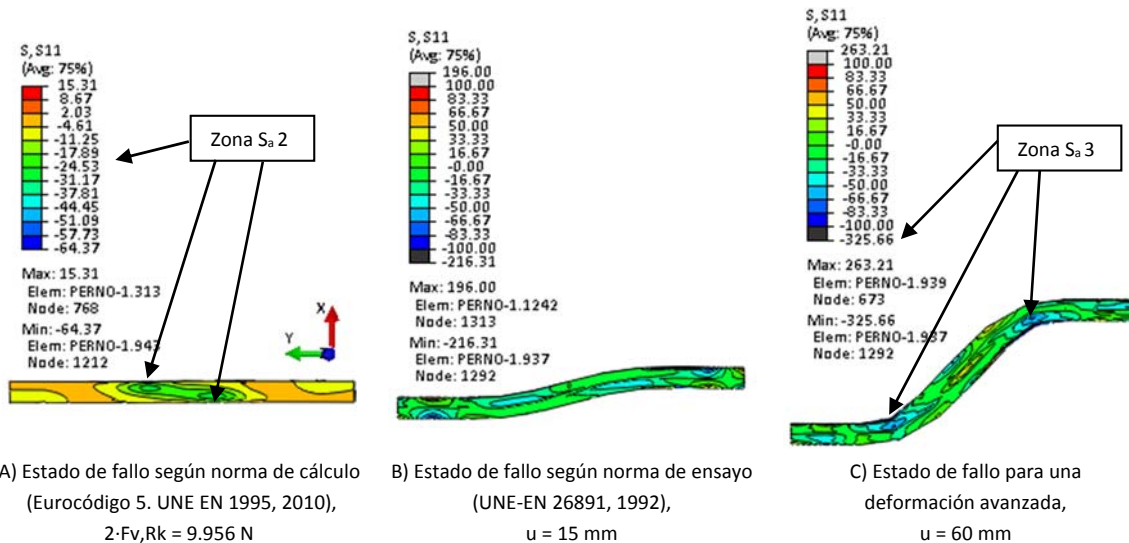 S, S11
(Avg: 75%)
15.31
8.67
2.03
-4.61
-11.25
-17.89
-24.53
-31.17
-37.81
-44.45
-51.09
-57.73
-64.37
Max: 15.31
Elem: PERNO-1.313
Node: 768
Min: -64.37
Elem: PERNO-1.943
Node: 1212
Zona Sa 2
X
Y
Z
S, S11
(Avg: 75%)
196.00
100.00
83.33
66.67
50.00
33.33
16.67
-0.00
-16.67
-33.33
-50.00
-66.67
-83.33
-100.00
-216.31
Max: 196.00
Elem: PERNO-1.1242
Node: 1313
Min: -216.31
Elem: PERNO-1.937
Node: 1292
S, S11
(Avg: 75%)
263.21
100.00
83.33
66.67
50.00
33.33
16.67
-0.00
-16.67
-33.33
-50.00
-66.67
-83.33
-100.00
-325.66
Max: 263.21
Elem: PERNO-1.939
Node: 673
Min: -325.66
Elem: PERNO-1.937
Node: 1292
Zona Sa 3
A) Estado de fallo según norma de cálculo
(Eurocódigo 5. UNE EN 1995, 2010),
2·Fv,Rk = 9.956 N
B) Estado de fallo según norma de ensayo
(UNE-EN 26891, 1992),
u = 15 mm
C) Estado de fallo para una
deformación avanzada,
u = 60 mm